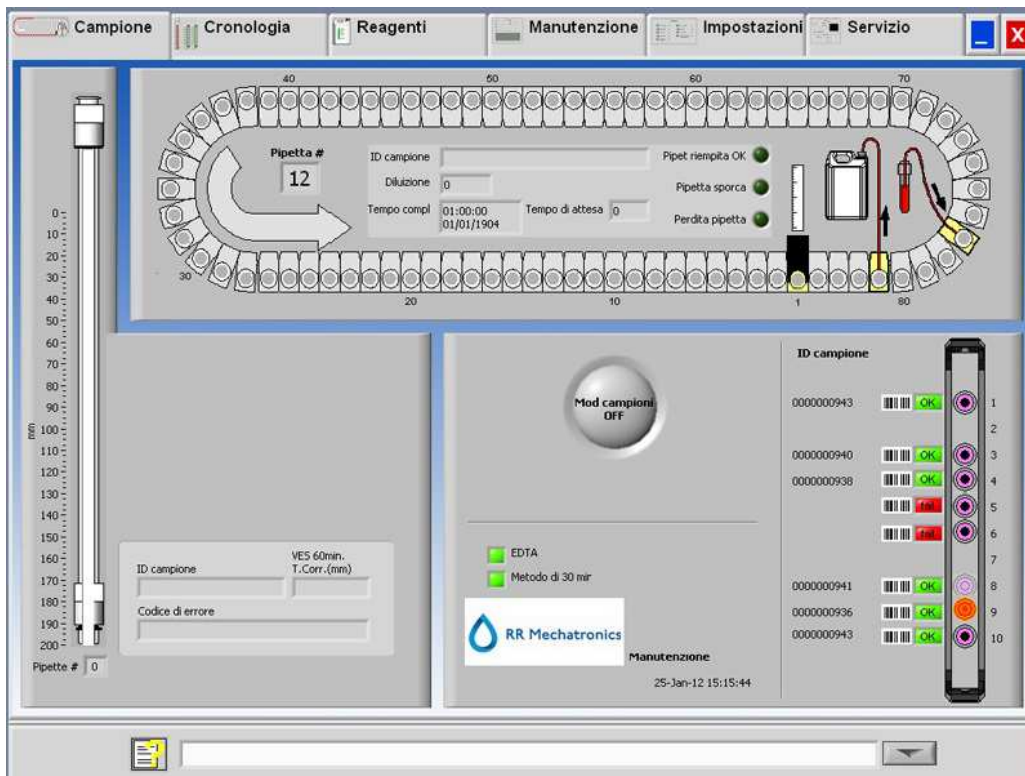 Campione
Cronologia
Reagenti
Manutenzione
Impostazioni
Servizio
X
40
50
60
70
Pipetta #
12
ID campione
Pipet riempita OK
Diluizione
0
Pipetta sporca
Tempo compl
01:00:00
01/01/1904
Tempo di attesa
0
Perdita pipetta
30
20
10
1
80
0
10
20
30
40
50
60
70
80
90
100
110
120
130
140
150
160
170
180
190
200
mm
Pipette #
0
ID campione
VES 60min.
T.Corr.(mm)
Codice di errore
Mod campioni
OFF
EDTA
Metodo di 30 mir
RR Mechatronics
Manutenzione
25-Jan-12 15:15:44
ID campione
0000000943 OK 1
2
0000000940 OK 3
0000000938 OK 4
5
6
7
0000000941 OK 8
0000000936 OK 9
0000000943 OK 10